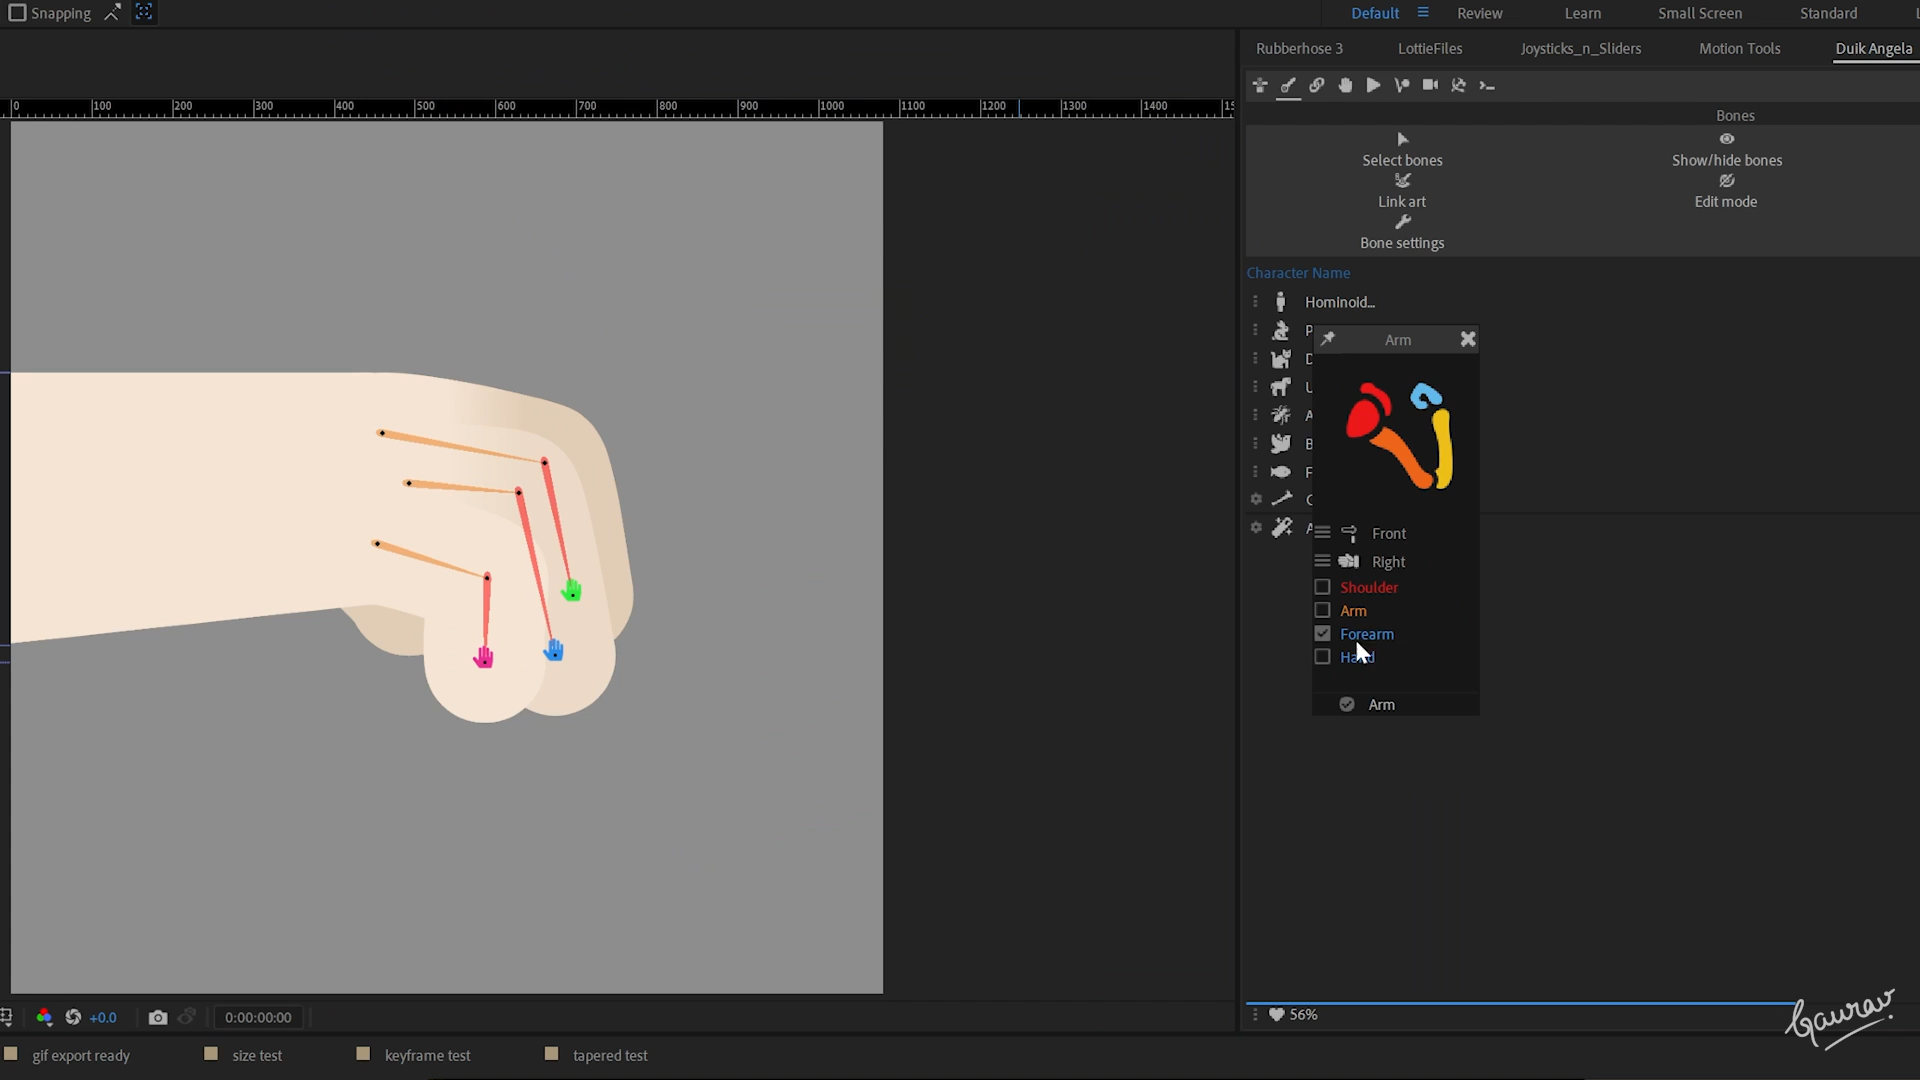 Snapping
Default Review Learn Small Screen Standard
Rubberhose 3 LottieFiles Joysticks_n_Sliders Motion Tools Duik Angela
0 100 200 300 400 500 600 700 800 900 1000 1100 1200 1300 1400 15
Bones
Select bones Show/hide bones
Link art Edit mode
Bone settings
Character Name
Hominoid...
P
Arm
D
U
A
B
F
C
A
Front
Right
Shoulder
Arm
Forearm
Hand
Arm
+0.0 0:00:00:00
56%
Gaurav
gif export ready size test keyframe test tapered test